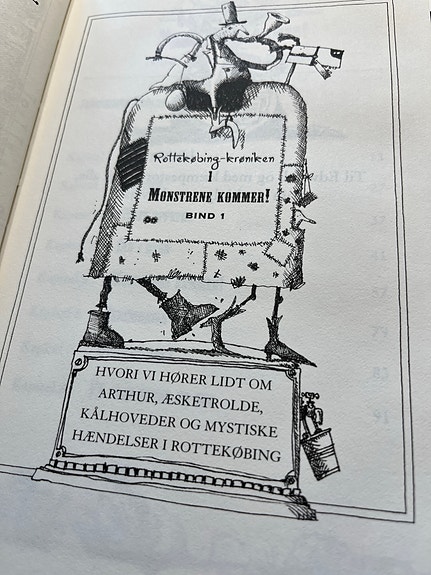 Rottekøbing-krøniken
I
MONSTRENE KOMMER!
BIND 1
HVORI VI HØRER LIDT OM
ARTHUR, ÆSKETROLDE,
KÅLHOVEDER OG MYSTISKE
HÆNDELSER I ROTTEKØBING